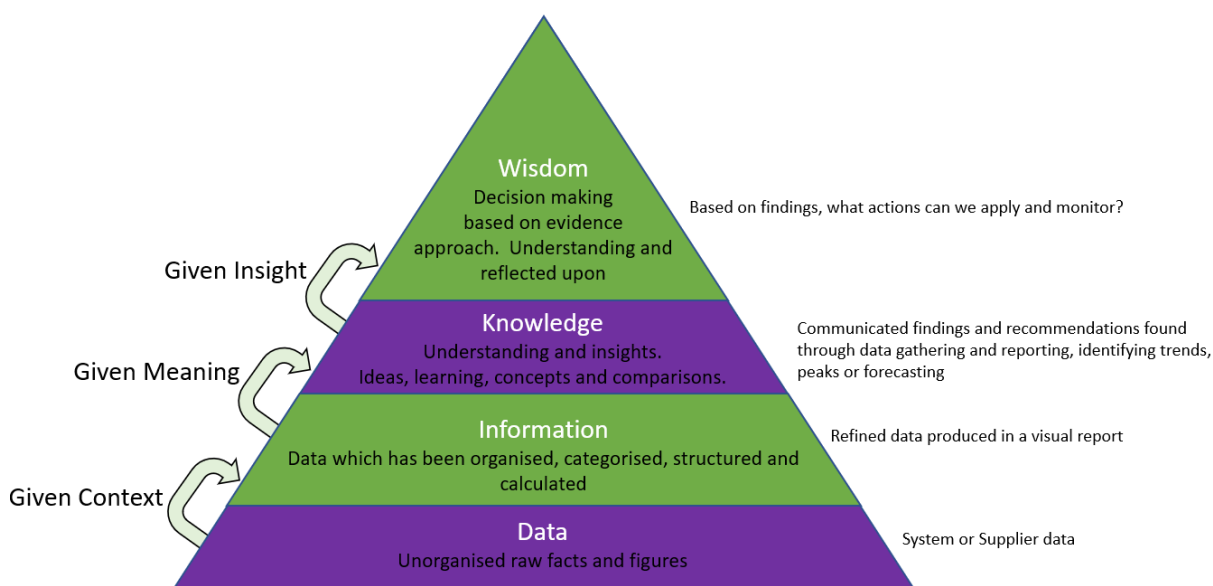 Wisdom
Decision making
based on evidence
approach. Understanding and
reflected upon
Based on findings, what actions can we apply and monitor?
Given Insight
Knowledge
Understanding and insights.
Ideas, learning, concepts and comparisons.
Communicated findings and recommendations found
through data gathering and reporting, identifying trends,
peaks or forecasting
Given Meaning
Information
Data which has been organised, categorised, structured and
calculated
Refined data produced in a visual report
Given Context
Data
Unorganised raw facts and figures
System or Supplier data